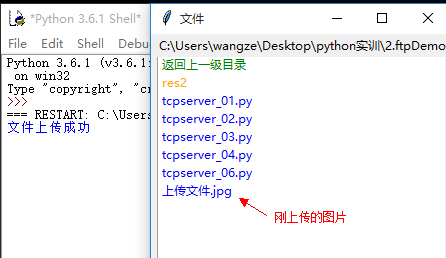 *Python 3.6.1 Shell*
File Edit Shell Debu
Python 3.6.1 (v3.6.1:
on win32
Type "copyright", "cr
>>>
=== RESTART: C:\Users
文件上传成功
文件
C:\Users\wangze\Desktop\python实训\2.ftpDemo
返回上一级目录
res2
tcpserver_01.py
tcpserver_02.py
tcpserver_03.py
tcpserver_04.py
tcpserver_06.py
上传文件.jpg
刚上传的图片